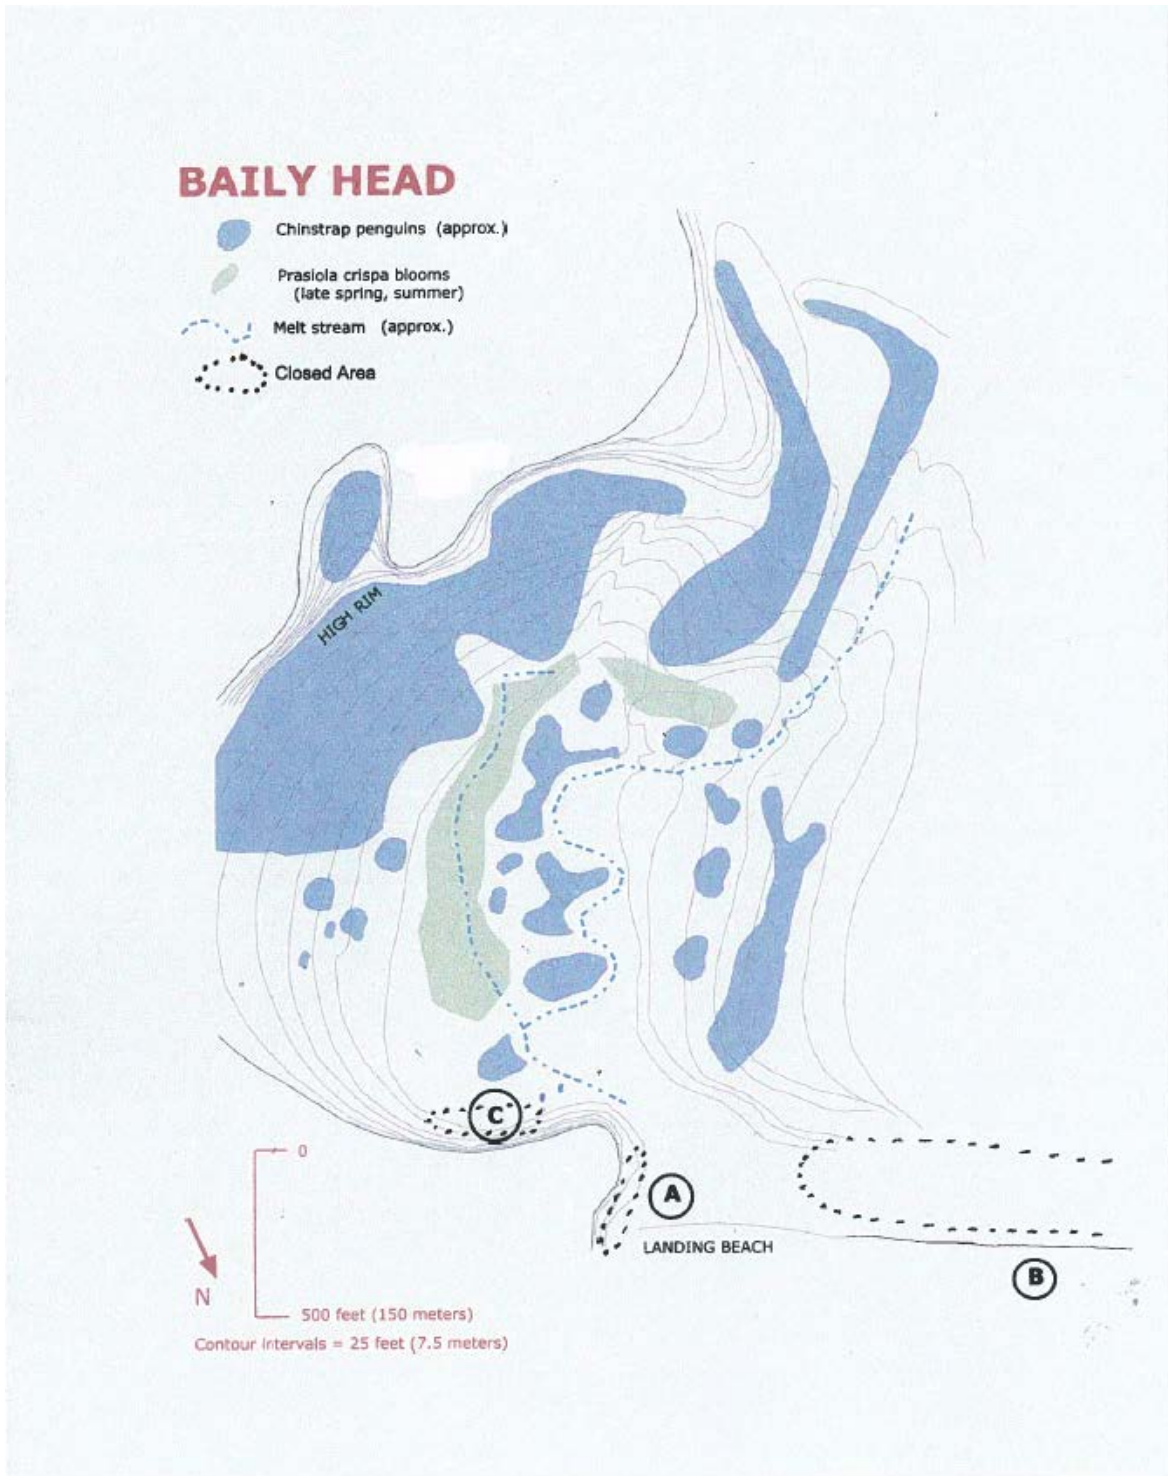 BAILY HEAD
Chinstrap penguins (approx.)
Prasiola crispa blooms
(late spring, summer)
Melt stream (approx.)
Closed Area
HIGH RIM
C
0
A
LANDING BEACH
B
N
500 feet (150 meters)
Contour intervals = 25 feet (7.5 meters)